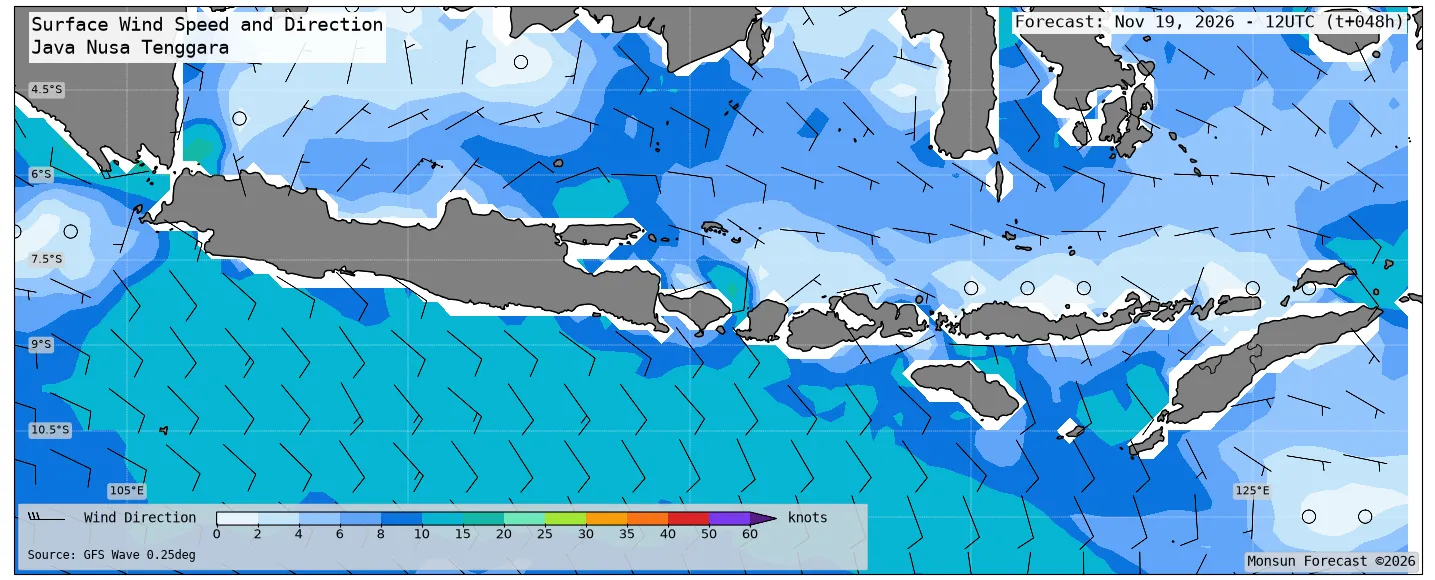 Surface Wind Speed and Direction
Java Nusa Tenggara
Forecast: Nov 19, 2026 - 12UTC (t+048h)
4.5°S
6°S
7.5°S
9°S
10.5°S
105°E
125°E
Wind Direction
0 2 4 6 8 10 15 20 25 30 35 40 50 60 knots
Source: GFS Wave 0.25deg
Monsun Forecast ©2026